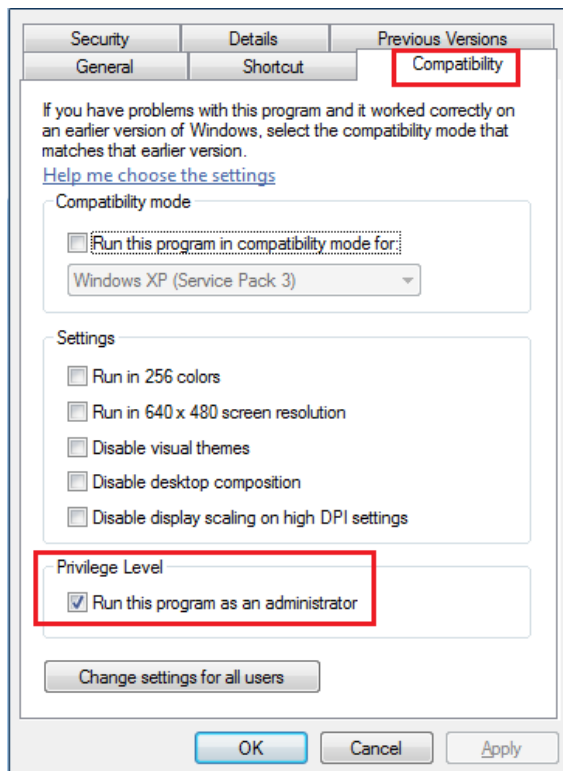 Security Details Previous Versions
General Shortcut Compatibility
If you have problems with this program and it worked correctly on
an earlier version of Windows, select the compatibility mode that
matches that earlier version.
Help me choose the settings
Compatibility mode
Run this program in compatibility mode for:
Windows XP (Service Pack 3)
Settings
Run in 256 colors
Run in 640 x 480 screen resolution
Disable visual themes
Disable desktop composition
Disable display scaling on high DPI settings
Privilege Level
Run this program as an administrator
Change settings for all users
OK Cancel Apply